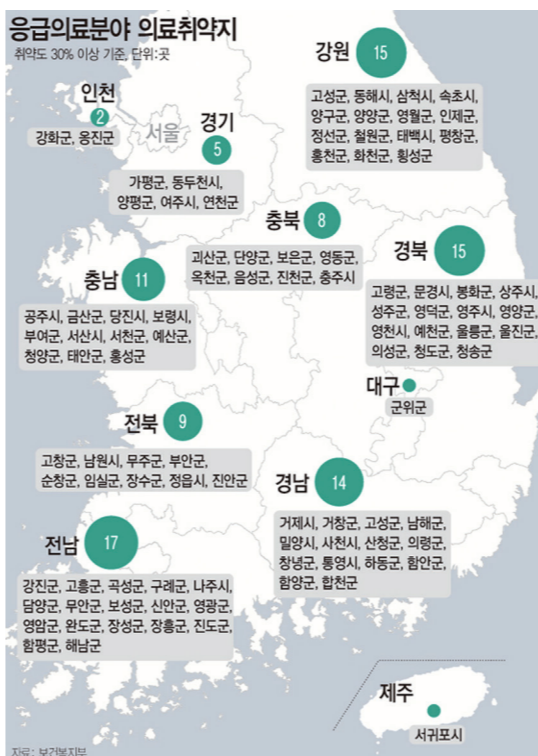 응급의료분야 의료취약지
취약도 30% 이상 기준, 단위:곳
인천
2
강화군, 옹진군
서울
경기
5
가평군, 동두천시,
양평군, 여주시, 연천군
강원
15
고성군, 동해시, 삼척시, 속초시,
양구군, 양양군, 영월군, 인제군,
정선군, 철원군, 태백시, 평창군,
홍천군, 화천군, 횡성군
충북
8
괴산군, 단양군, 보은군, 영동군,
옥천군, 음성군, 진천군, 충주시
경북
15
고령군, 문경시, 봉화군, 상주시,
성주군, 영덕군, 영주시, 영양군,
영천시, 예천군, 울릉군, 울진군,
의성군, 청도군, 청송군
충남
11
공주시, 금산군, 당진시, 보령시,
부여군, 서산시, 서천군, 예산군,
청양군, 태안군, 홍성군
대구
군위군
전북
9
고창군, 남원시, 무주군, 부안군,
순창군, 임실군, 장수군, 정읍시, 진안군
경남
14
거제시, 거창군, 고성군, 남해군,
밀양시, 사천시, 산청군, 의령군,
창녕군, 통영시, 하동군, 함안군,
함양군, 합천군
전남
17
강진군, 고흥군, 곡성군, 구례군, 나주시,
담양군, 무안군, 보성군, 신안군, 영광군,
영암군, 완도군, 장성군, 장흥군, 진도군,
함평군, 해남군
제주
서귀포시
자료: 보건복지부